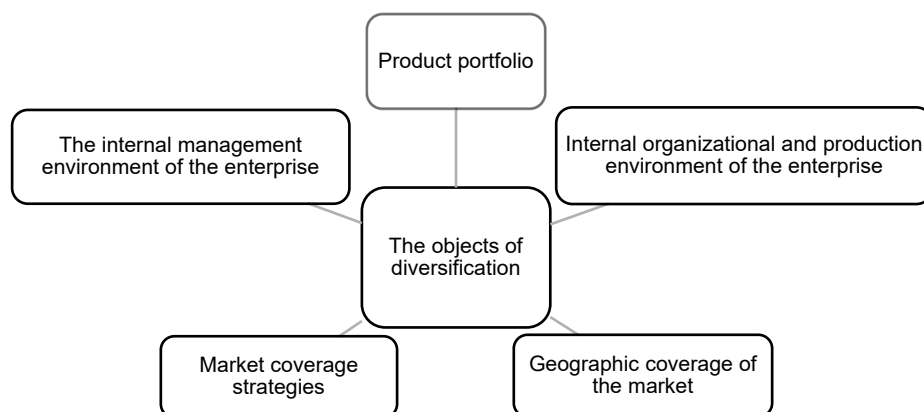 Product portfolio
The internal management
environment of the enterprise
Internal organizational and production
environment of the enterprise
The objects of
diversification
Market coverage
strategies
Geographic coverage of
the market